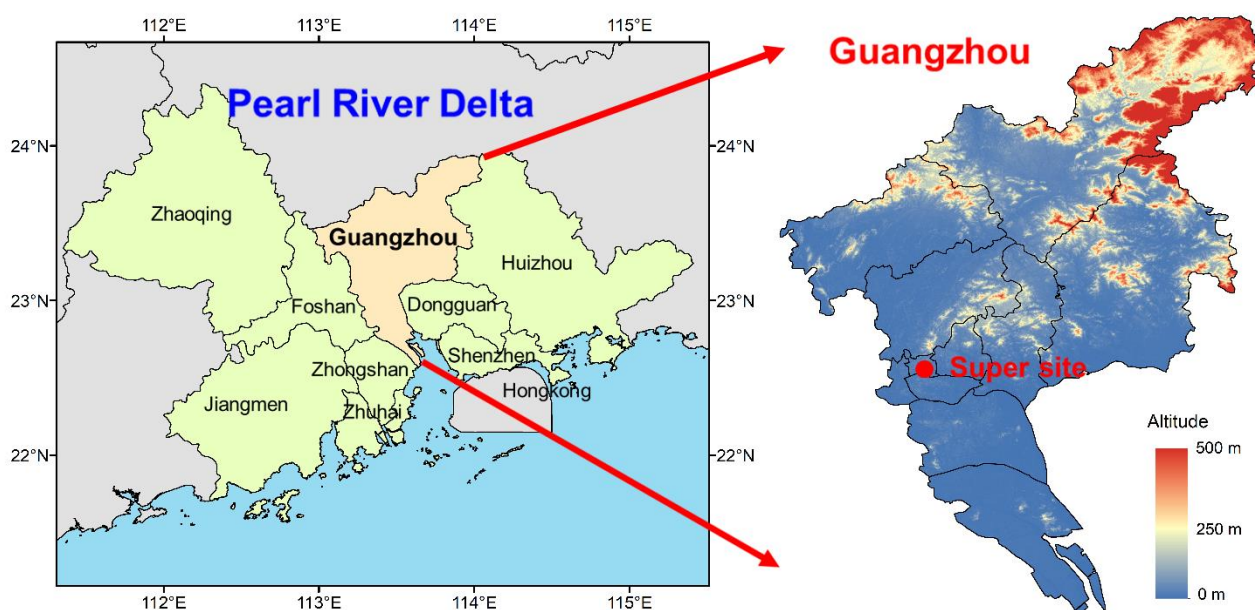 112°E 113°E 114°E 115°E
Pearl River Delta
24°N
24°N
Zhaoqing
Guangzhou
Huizhou
23°N
23°N
Foshan
Dongguan
Shenzhen
Zhongshan
Hongkong
Jiangmen
Zhuhai
22°N
22°N
112°E 113°E 114°E 115°E
Guangzhou
Super site
Altitude
500 m
250 m
0 m